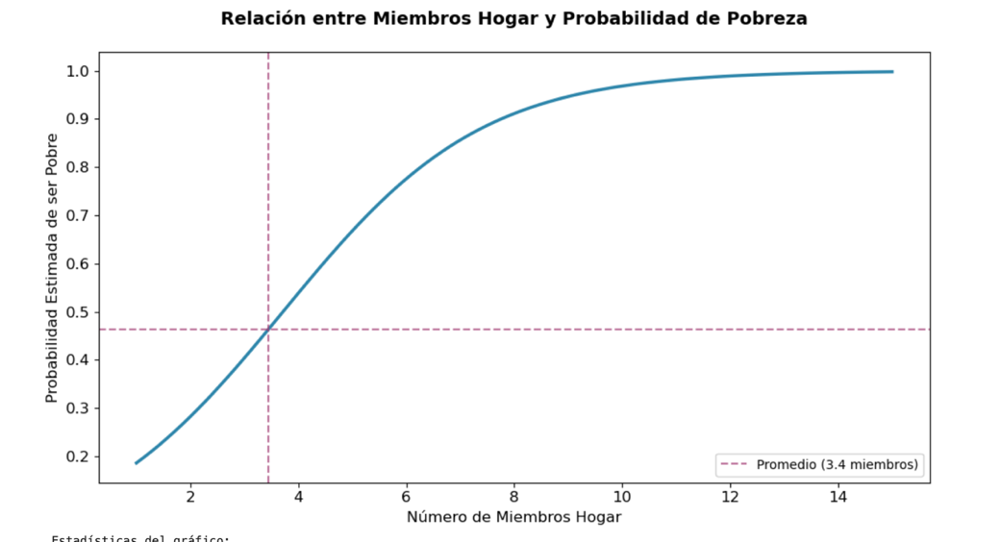 Relación entre Miembros Hogar y Probabilidad de Pobreza
Probabilidad Estimada de ser Pobre
1.0
0.9
0.8
0.7
0.6
0.5
0.4
0.3
0.2
Promedio (3.4 miembros)
2 4 6 8 10 12 14
Número de Miembros Hogar
Estadísticas del gráfico: